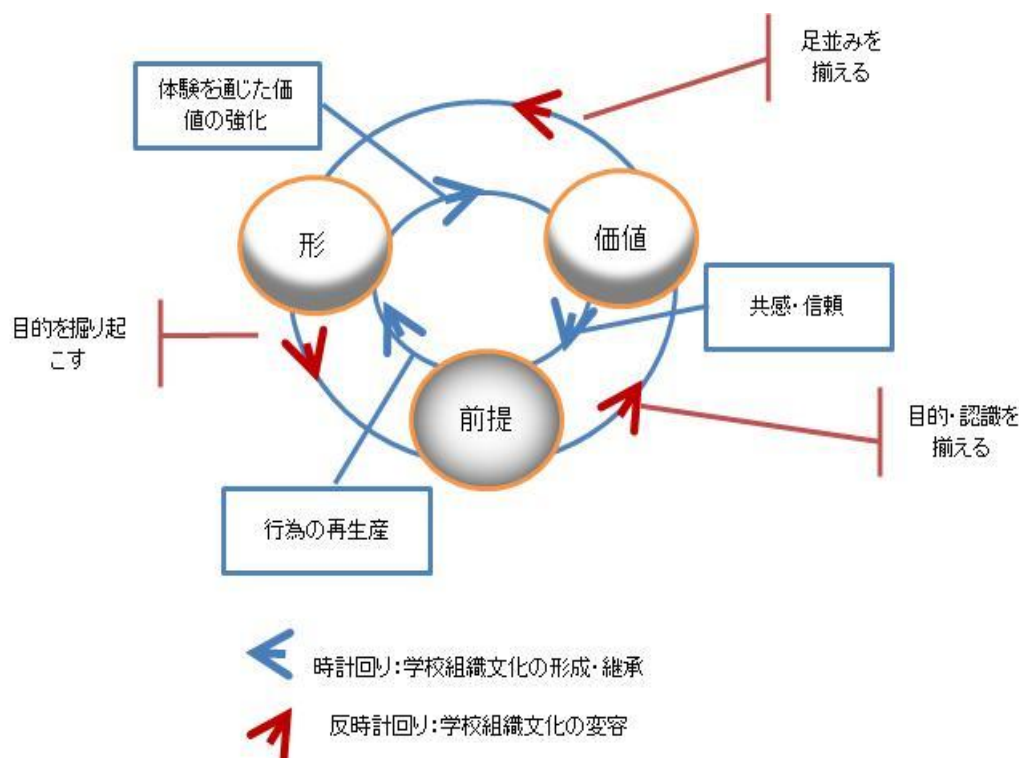 足並みを
揃える
体験を通じた価
値の強化
形
価値
共感・信頼
目的を掘り起
こす
前提
目的・認識を
揃える
行為の再生産
時計回り：学校組織文化の形成・継承
反時計回り：学校組織文化の変容